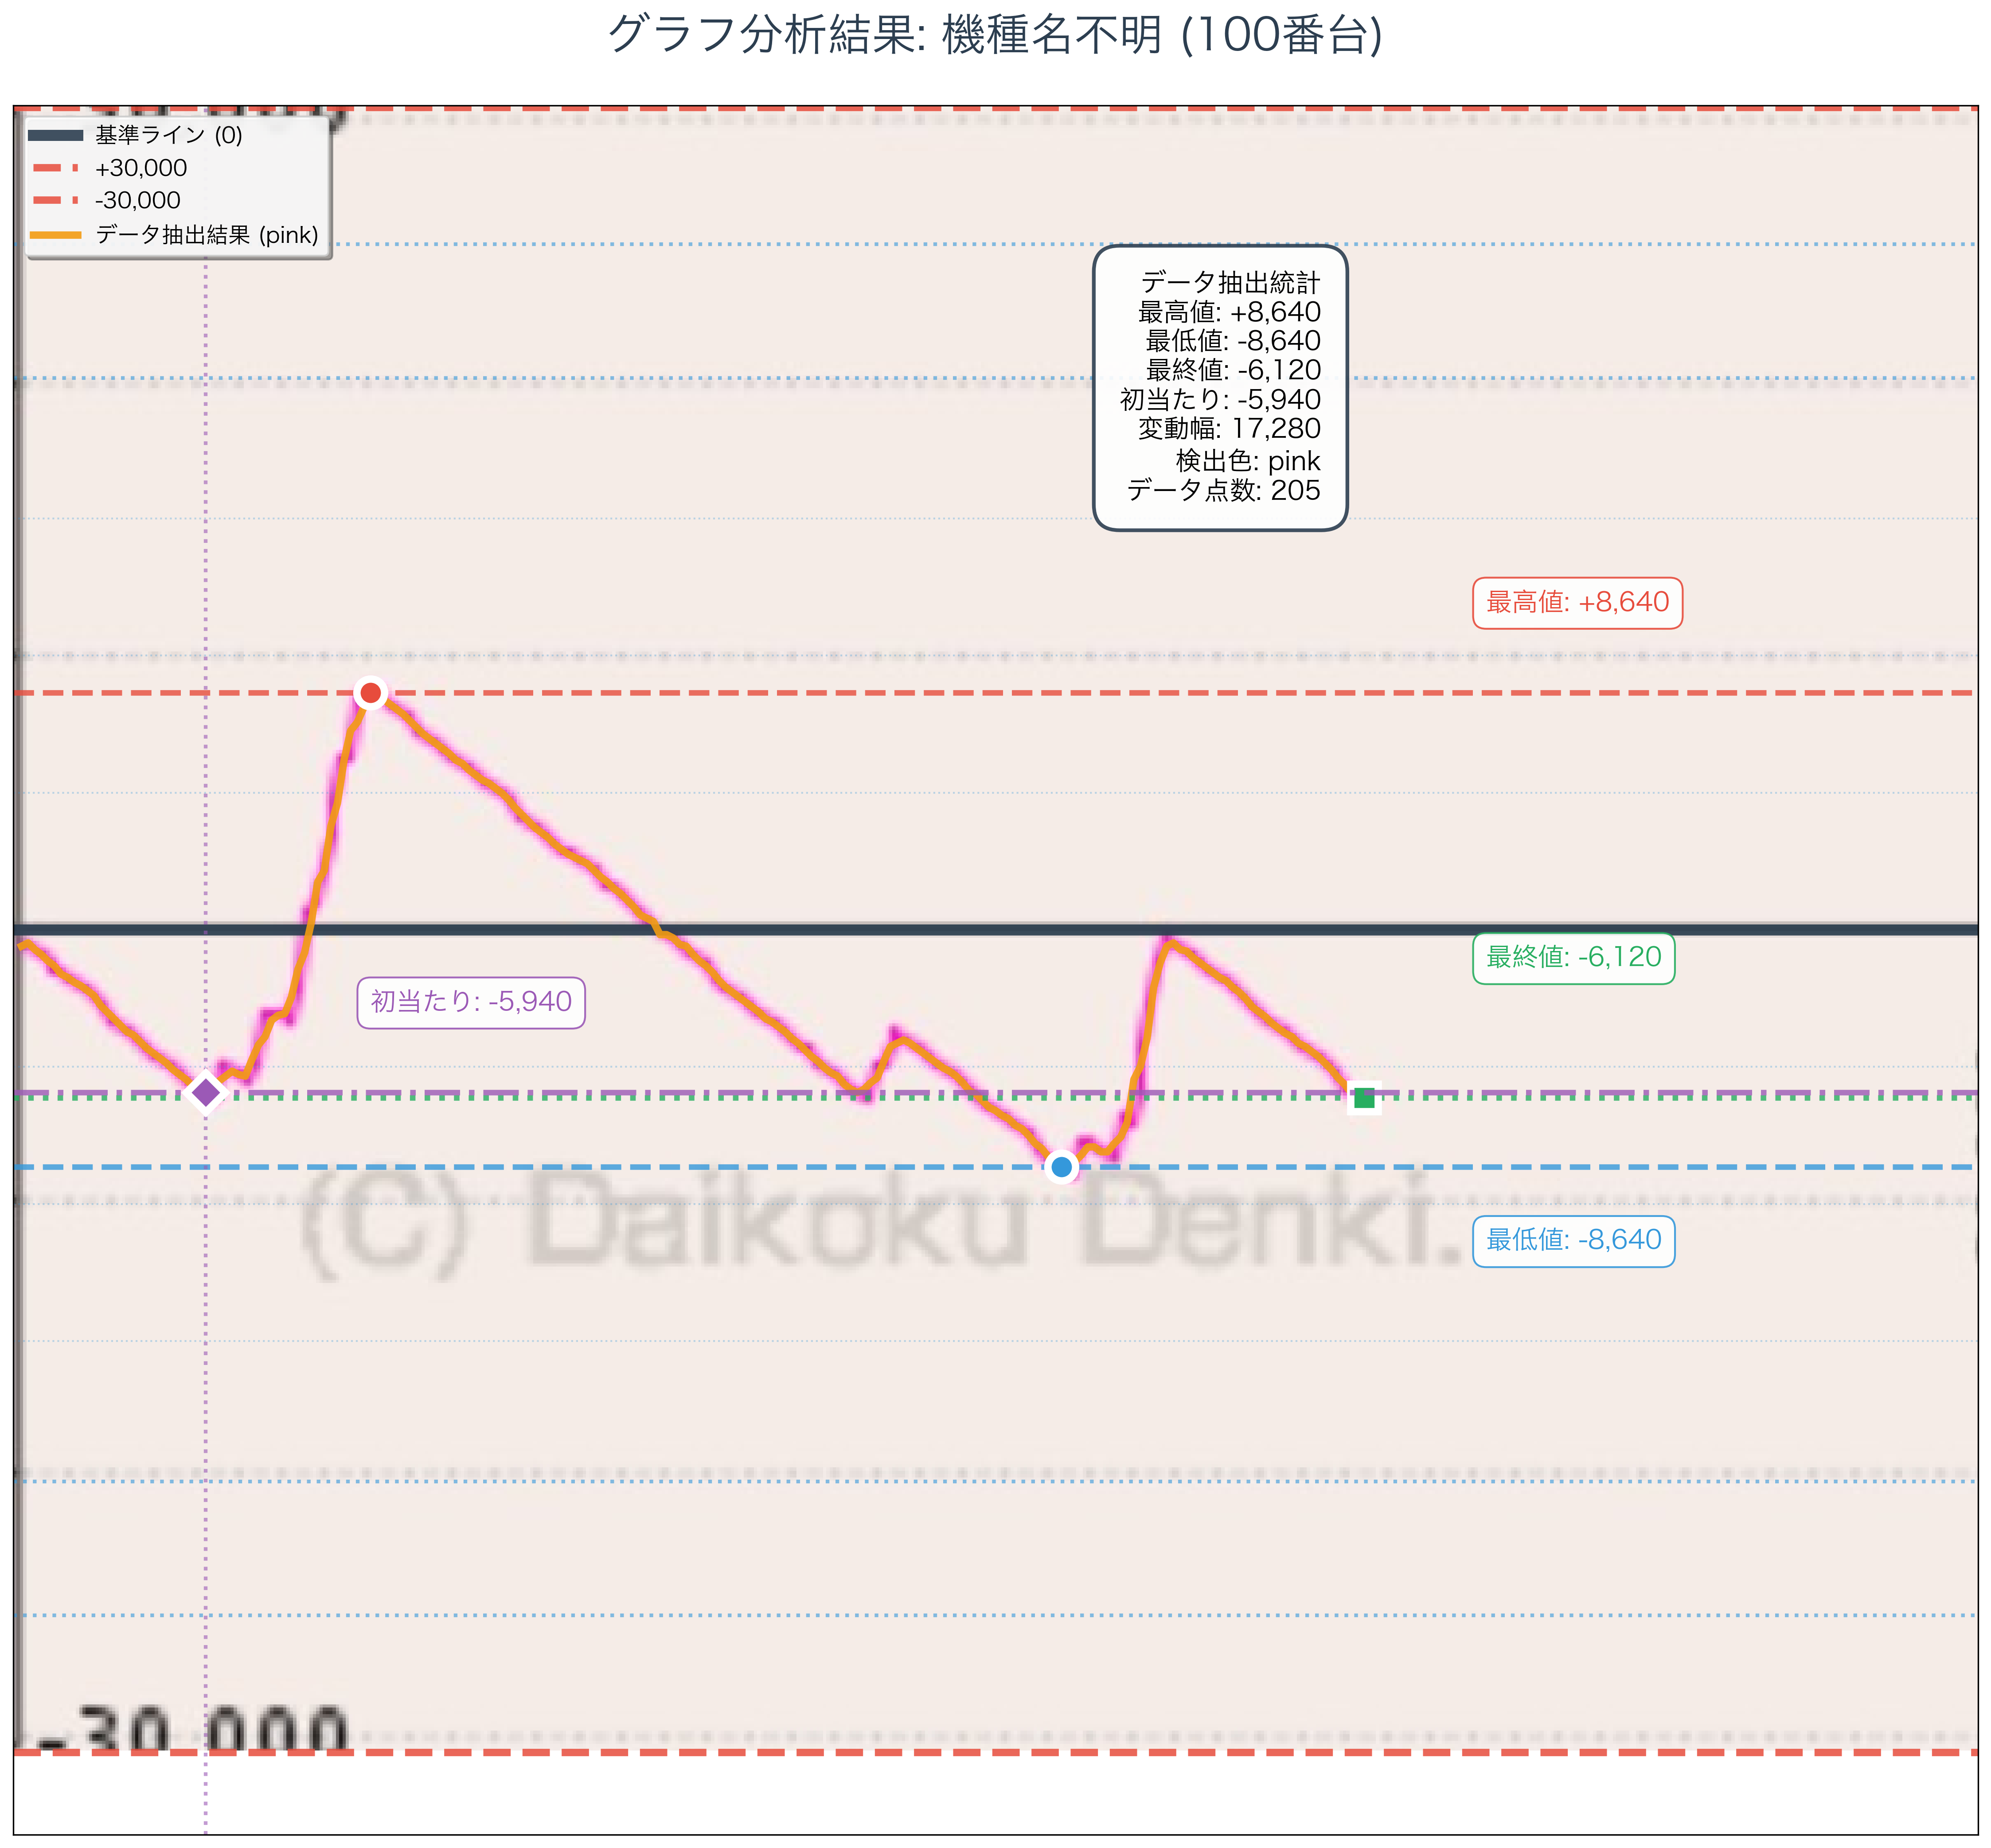 グラフ分析結果: 機種名不明 (100番台)
基準ライン (0)
+30,000
-30,000
データ抽出結果 (pink)
データ抽出統計
最高値: +8,640
最低値: -8,640
最終値: -6,120
初当たり: -5,940
変動幅: 17,280
検出色: pink
データ点数: 205
最高値: +8,640
最終値: -6,120
初当たり: -5,940
(C) Daikoku Denki.
最低値: -8,640
-30,000